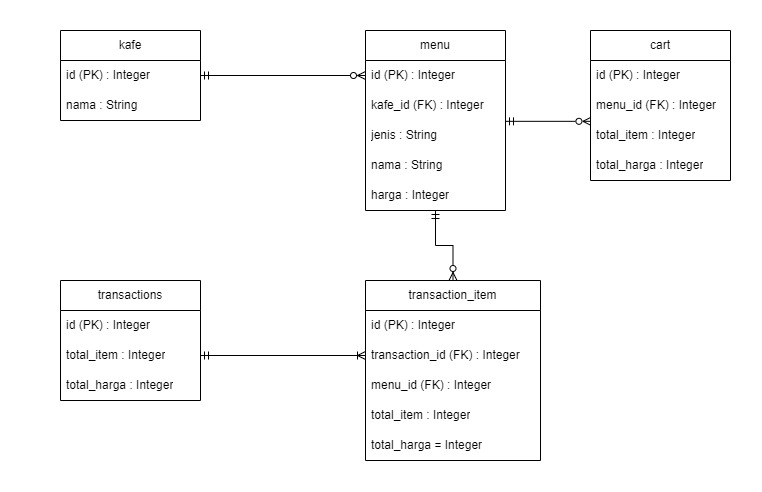 kafe
id (PK) : Integer
nama : String
menu
id (PK) : Integer
kafe_id (FK) : Integer
jenis : String
nama : String
harga : Integer
cart
id (PK) : Integer
menu_id (FK) : Integer
total_item : Integer
total_harga : Integer
transactions
id (PK) : Integer
total_item : Integer
total_harga : Integer
transaction_item
id (PK) : Integer
transaction_id (FK) : Integer
menu_id (FK) : Integer
total_item : Integer
total_harga = Integer